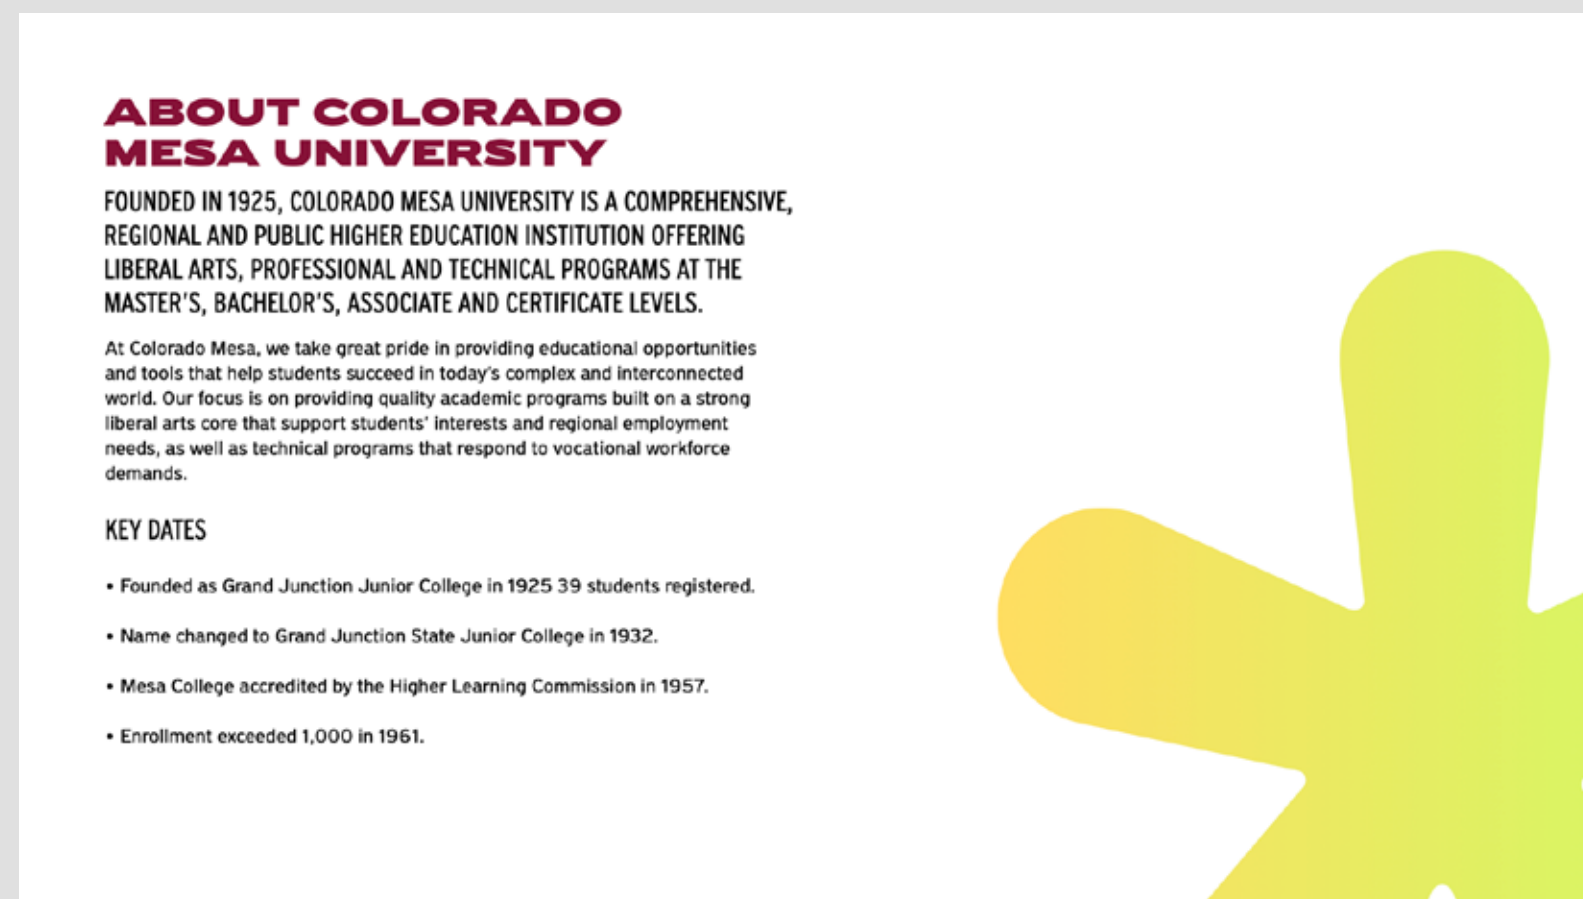 ABOUT COLORADO
MESA UNIVERSITY
FOUNDED IN 1925, COLORADO MESA UNIVERSITY IS A COMPREHENSIVE,
REGIONAL AND PUBLIC HIGHER EDUCATION INSTITUTION OFFERING
LIBERAL ARTS, PROFESSIONAL AND TECHNICAL PROGRAMS AT THE
MASTER'S, BACHELOR'S, ASSOCIATE AND CERTIFICATE LEVELS.
At Colorado Mesa, we take great pride in providing educational opportunities
and tools that help students succeed in today's complex and interconnected
world. Our focus is on providing quality academic programs built on a strong
liberal arts core that support students' interests and regional employment
needs, as well as technical programs that respond to vocational workforce
demands.
KEY DATES
• Founded as Grand Junction Junior College in 1925 39 students registered.
• Name changed to Grand Junction State Junior College in 1932.
• Mesa College accredited by the Higher Learning Commission in 1957.
• Enrollment exceeded 1,000 in 1961.